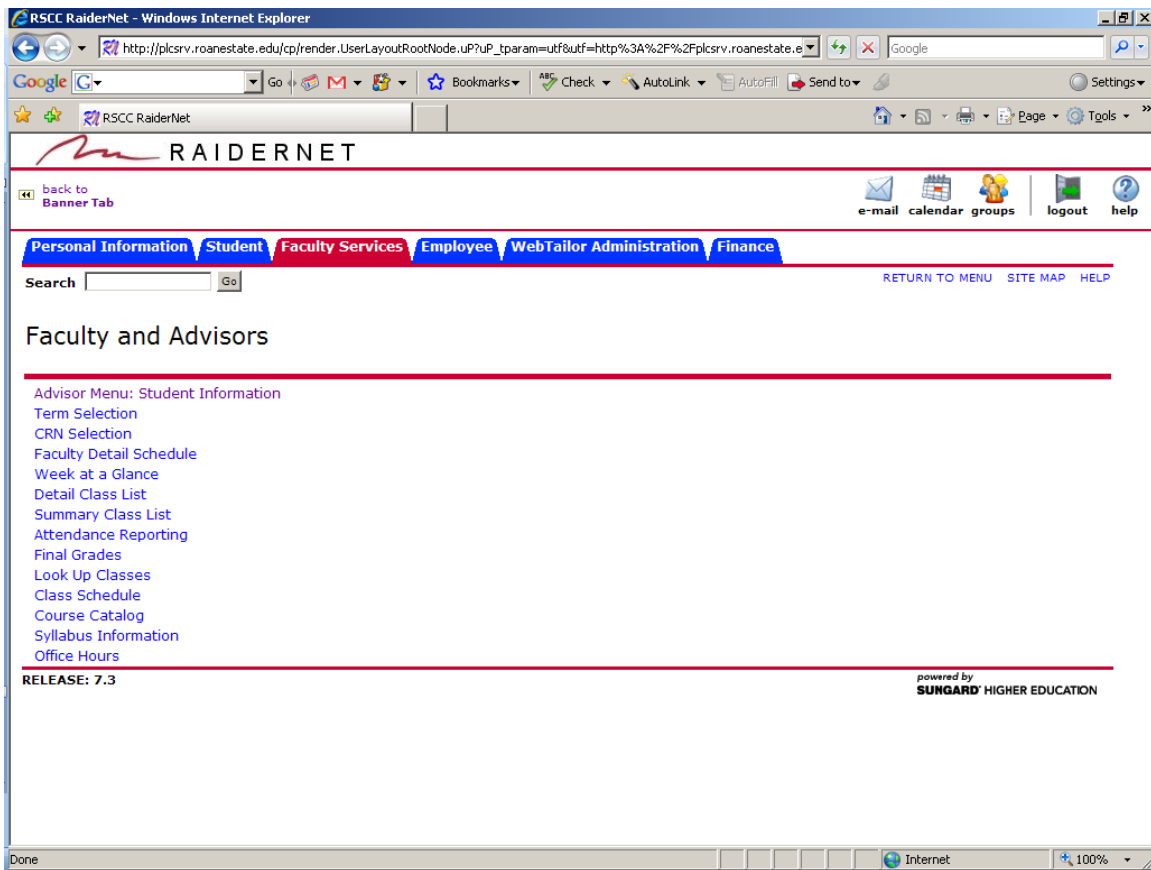 RSCC RaiderNet - Windows Internet Explorer
http://plcsrv.roanestate.edu/cp/render.UserLayoutRootNode.uP?uP_tparam=utf&utf=http%3A%2F%2Fplcsrv.roanestate.e
Google
Google G Go Bookmarks Check AutoLink AutoFill Send to Settings
RSCC RaiderNet Page Tools »
RAIDERNET
back to
Banner Tab
e-mail calendar groups logout help
Personal Information Student Faculty Services Employee WebTailor Administration Finance
Search Go RETURN TO MENU SITE MAP HELP
Faculty and Advisors
Advisor Menu: Student Information
Term Selection
CRN Selection
Faculty Detail Schedule
Week at a Glance
Detail Class List
Summary Class List
Attendance Reporting
Final Grades
Look Up Classes
Class Schedule
Course Catalog
Syllabus Information
Office Hours
RELEASE: 7.3
powered by
SUNGARD' HIGHER EDUCATION
Done Internet 100%